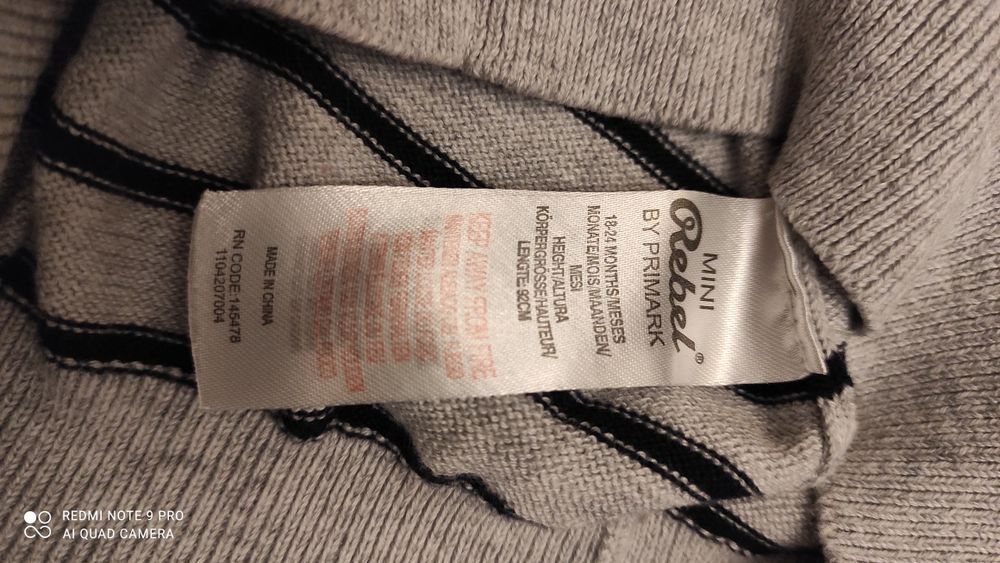 MINI
Rebel®
BY PRIMARK
18-24 MONTHS/MESES
MONATE/MOIS/MAANDEN/
MESI
HEIGHT/ALTURA
KÖRPERGRÖSSE/HAUTEUR/
LENGTE:92CM
KEEP AWAY FROM FIRE
MADE IN CHINA
RN CODE:145478
1104207004
REDMI NOTE 9 PRO
AI QUAD CAMERA